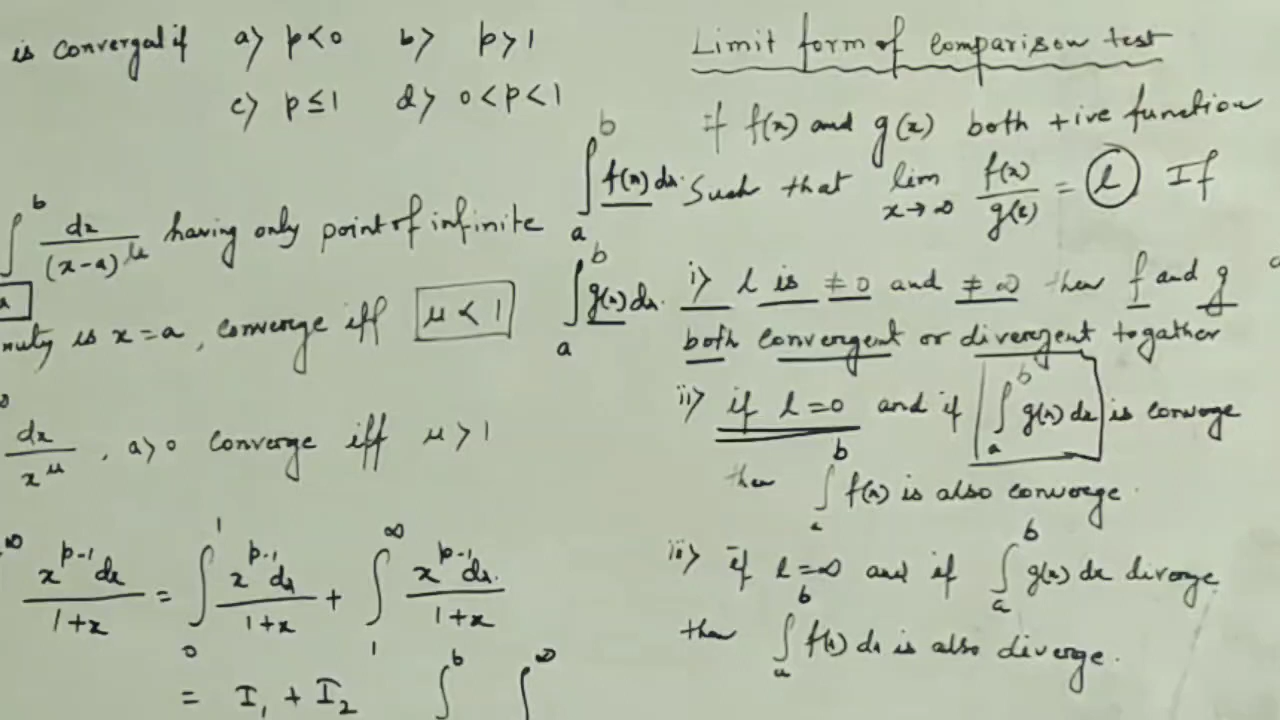 is convergal if a> p<0 b> p>1
c> p≤1 d> 0<p<1
∫ᵇ dx/(x-a)^μ having only point of infinite
a
nuty is x=a, converge iff μ<1
dx/x^μ, a>0 converge iff μ>1
∞ x^(p-1)dx/(1+x) = ∫₀¹ x^(p-1)dx/(1+x) + ∫₁^∞ x^(p-1)dx/(1+x)
= I₁ + I₂ ∫ᵇ ∫^∞
Limit form of comparison test
If f(x) and g(x) both +ive function
∫ₐᵇ f(x) dx. Such that lim x→∞ f(x)/g(x) = l If
∫ₐᵇ g(x) dx. i> l is ≠0 and ≠∞ then f and g
both convergent or divergent togather
ii> if l=0 and if ∫ₐᵇ g(x) dx is converge
then ∫ₐᵇ f(x) is also converge.
iii> if l=∞ and if ∫ₐᵇ g(x) dx diverge
then ∫ₐᵇ f(x) dx is also diverge.